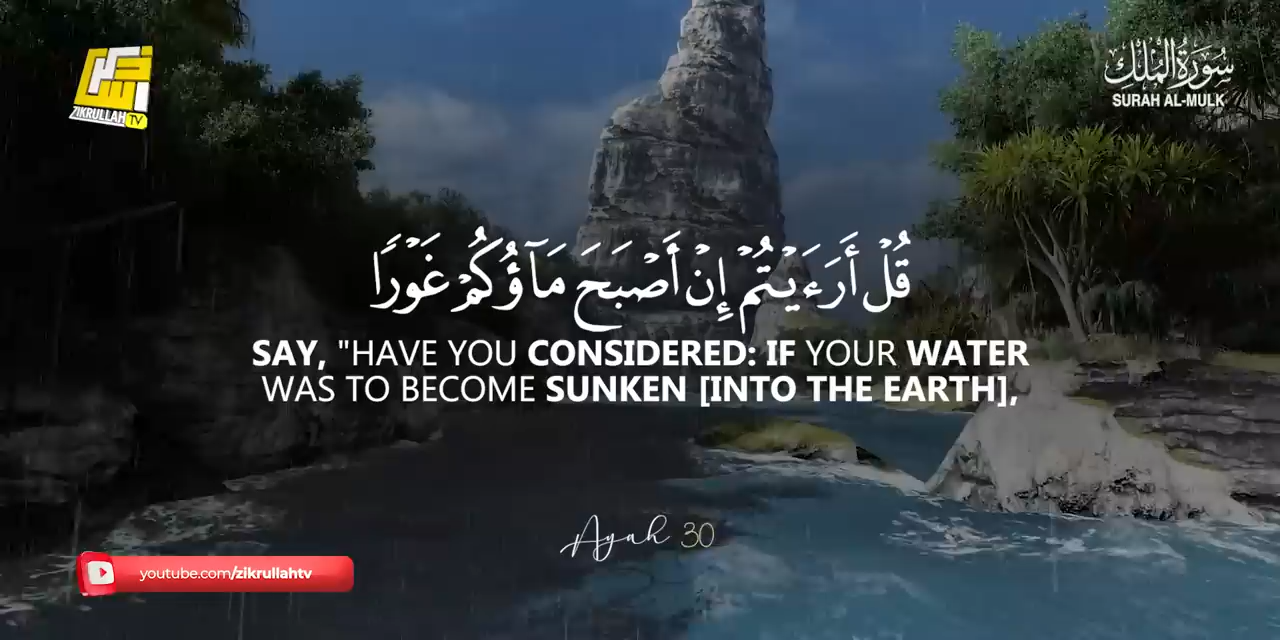 ZIKRULLAH TV
سُورَةُ الْمُلْكِ
SURAH AL-MULK
قُلْ أَرَءَيْتُمْ إِنْ أَصْبَحَ مَآؤُكُمْ غَوْرًا
SAY, "HAVE YOU CONSIDERED: IF YOUR WATER
WAS TO BECOME SUNKEN [INTO THE EARTH],
Ayah 30
youtube.com/zikrullahtv